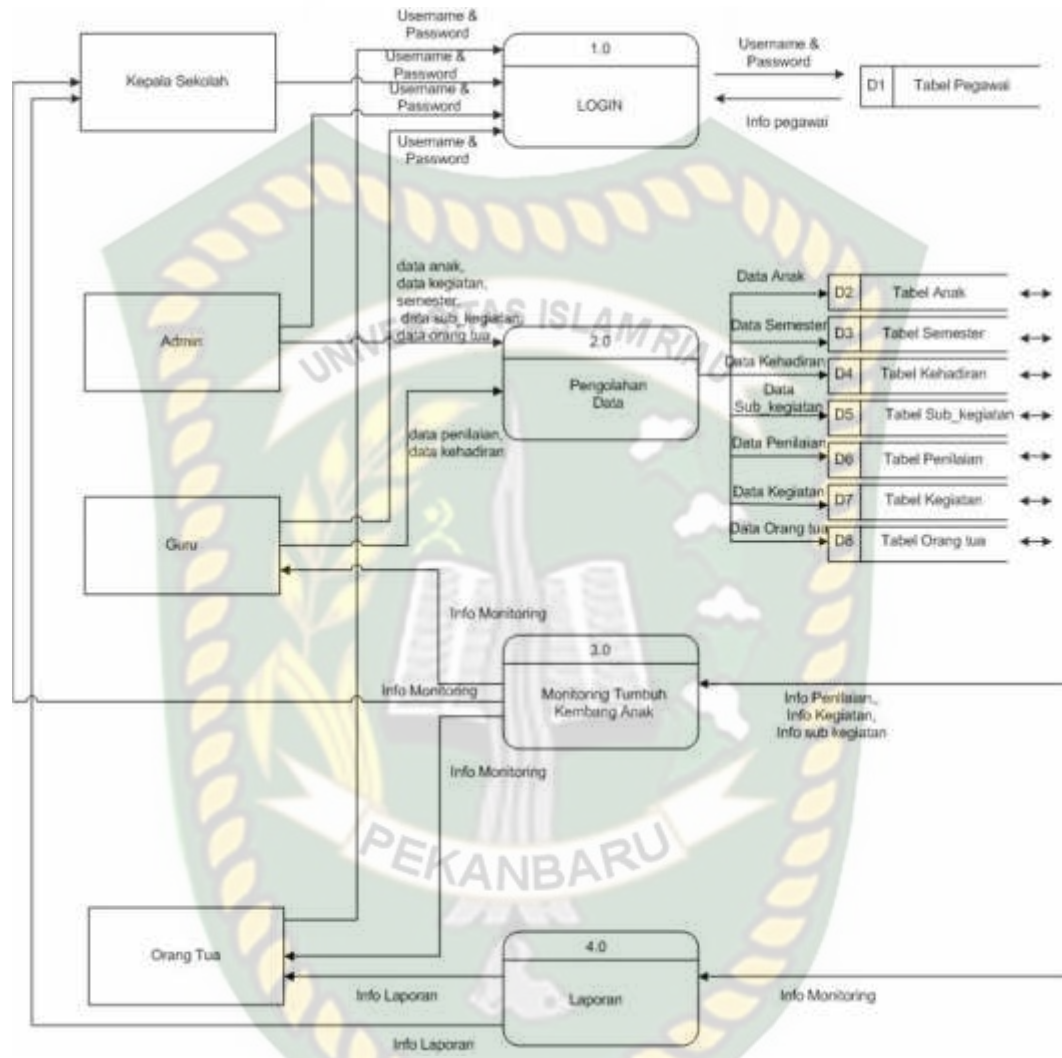 Username &
Password
Kepala Sekolah
Username &
Password
Username &
Password
Username &
Password
1.0
LOGIN
Username &
Password
Info pegawai
D1 Tabel Pegawai
Admin
data anak,
data kegiatan,
semester,
data sub_kegiatan,
data orang tua
UNIVERSITAS ISLAM RIAU
2.0
Pengolahan
Data
data penilaian,
data kehadiran
Data Anak
D2 Tabel Anak
Data Semester
D3 Tabel Semester
Data Kehadiran
D4 Tabel Kehadiran
Data
Sub_kegiatan
D5 Tabel Sub_kegiatan
Data Penilaian
D6 Tabel Penilaian
Data Kegiatan
D7 Tabel Kegiatan
Data Orang tua
D8 Tabel Orang tua
Guru
Info Monitoring
Info Monitoring
3.0
Monitoring Tumbuh
Kembang Anak
Info Penilaian,
Info Kegiatan,
Info sub kegiatan
Info Monitoring
PEKANBARU
Orang Tua
4.0
Laporan
Info Laporan
Info Monitoring
Info Laporan